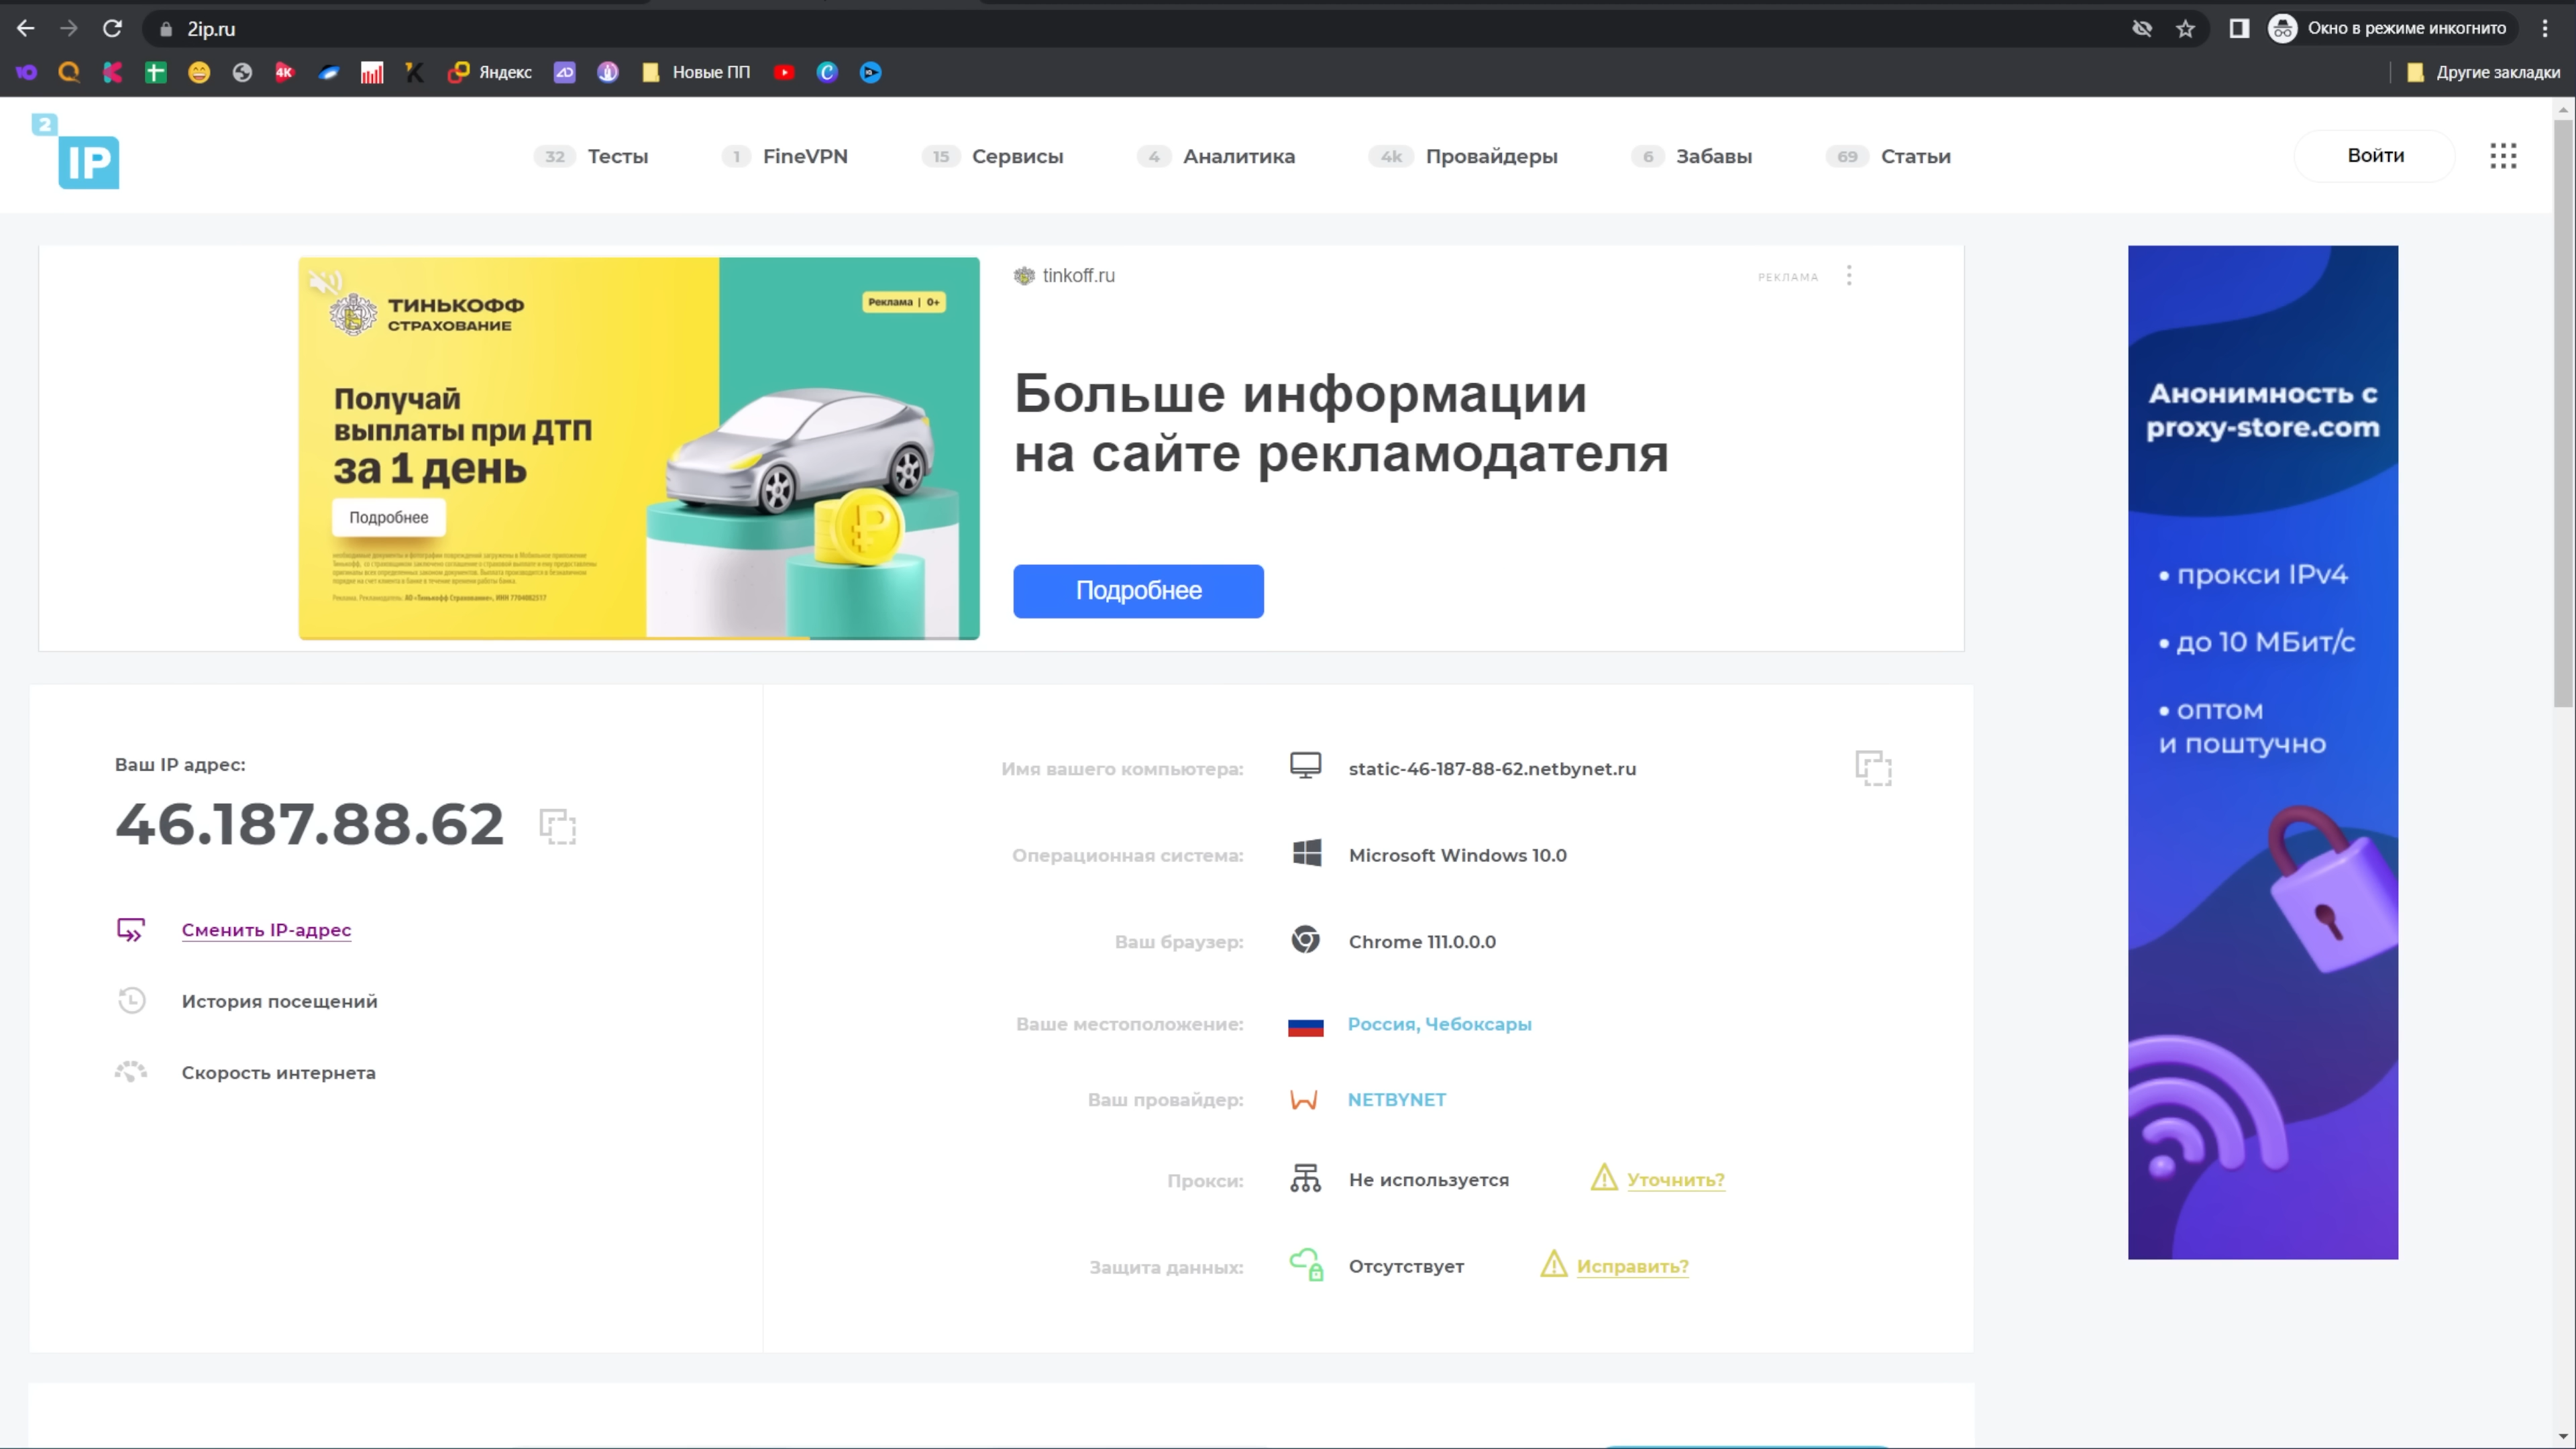 2ip.ru
Окно в режиме инкогнито
Яндекс
Новые ПП
Другие закладки
2
IP
32 Тесты
1 FineVPN
15 Сервисы
4 Аналитика
4k Провайдеры
6 Забавы
69 Статьи
Войти
ТИНЬКОФФ
СТРАХОВАНИЕ
Реклама | 0+
Получай
выплаты при ДТП
за 1 день
Подробнее
tinkoff.ru
РЕКЛАМА
Больше информации
на сайте рекламодателя
Подробнее
Анонимность с
proxy-store.com
• прокси IPv4
• до 10 МБит/с
• оптом
и поштучно
Ваш IP адрес:
46.187.88.62
Сменить IP-адрес
История посещений
Скорость интернета
Имя вашего компьютера: static-46-187-88-62.netbynet.ru
Операционная система: Microsoft Windows 10.0
Ваш браузер: Chrome 111.0.0.0
Ваше местоположение: Россия, Чебоксары
Ваш провайдер: NETBYNET
Прокси: Не используется Уточнить?
Защита данных: Отсутствует Исправить?